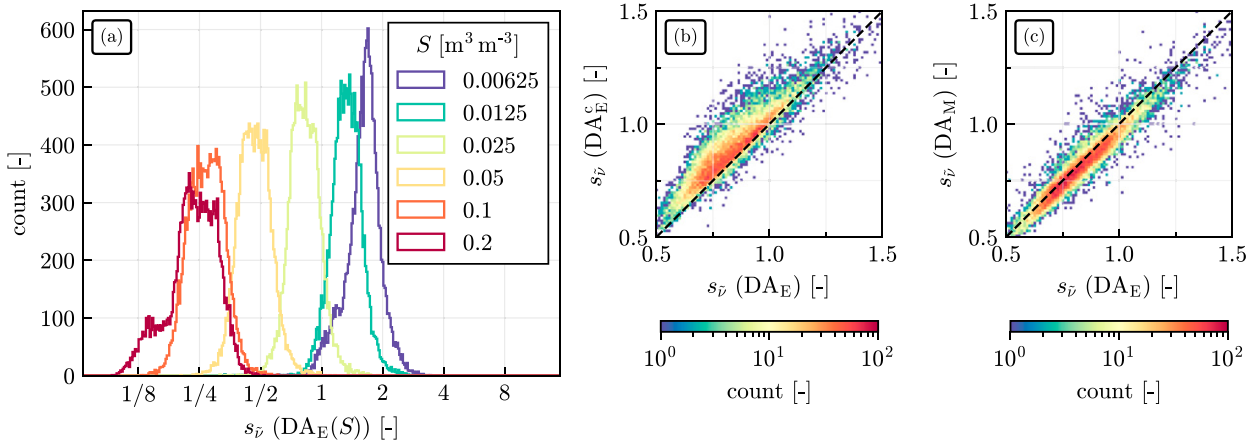 (a)
600
500
400
300
200
100
0
count [-]
1/8 1/4 1/2 1 2 4 8
s_ν̃ (DA_E(S)) [-]
S [m³ m⁻³]
0.00625
0.0125
0.025
0.05
0.1
0.2
(b)
1.5
1.0
0.5
s_ν̃ (DA_E^c) [-]
0.5 1.0 1.5
s_ν̃ (DA_E) [-]
10⁰ 10¹ 10²
count [-]
(c)
1.5
1.0
0.5
s_ν̃ (DA_M) [-]
0.5 1.0 1.5
s_ν̃ (DA_E) [-]
10⁰ 10¹ 10²
count [-]